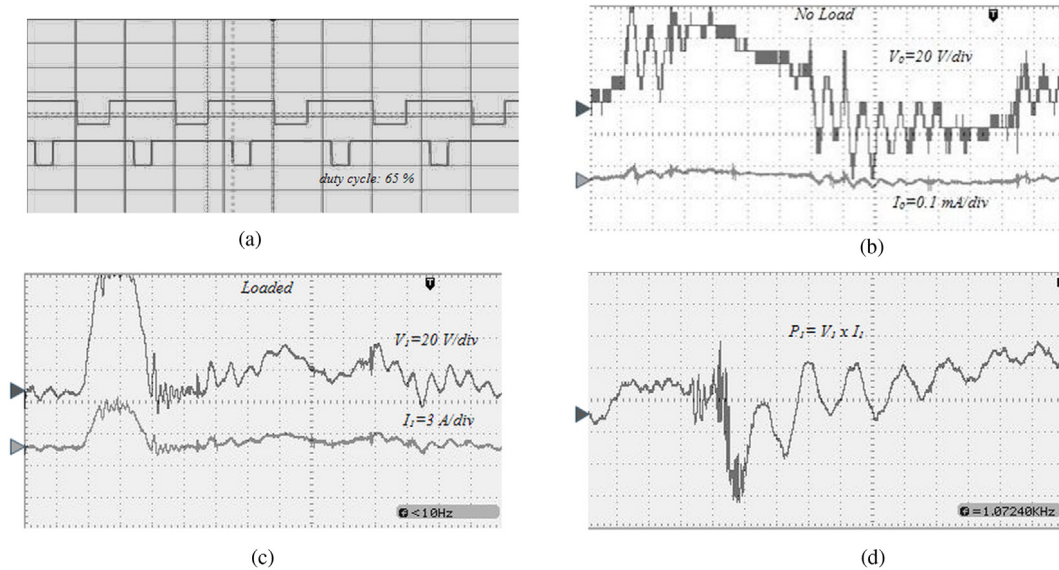 duty cycle: 65 %
(a)
No Load
T
V₀=20 V/div
I₀=0.1 mA/div
(b)
Loaded
T
V₁=20 V/div
I₁=3 A/div
<10Hz
(c)
P₁= V₁ x I₁
=1.07240KHz
(d)